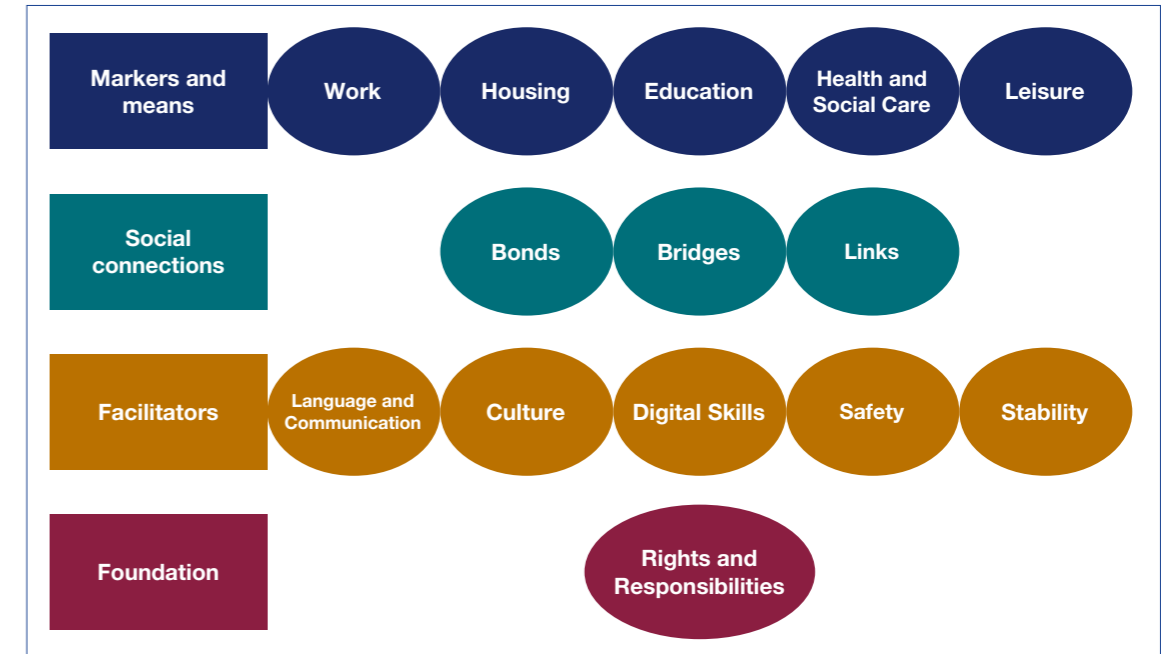 Markers and
means
Work
Housing
Education
Health and
Social Care
Leisure
Social
connections
Bonds
Bridges
Links
Facilitators
Language and
Communication
Culture
Digital Skills
Safety
Stability
Foundation
Rights and
Responsibilities